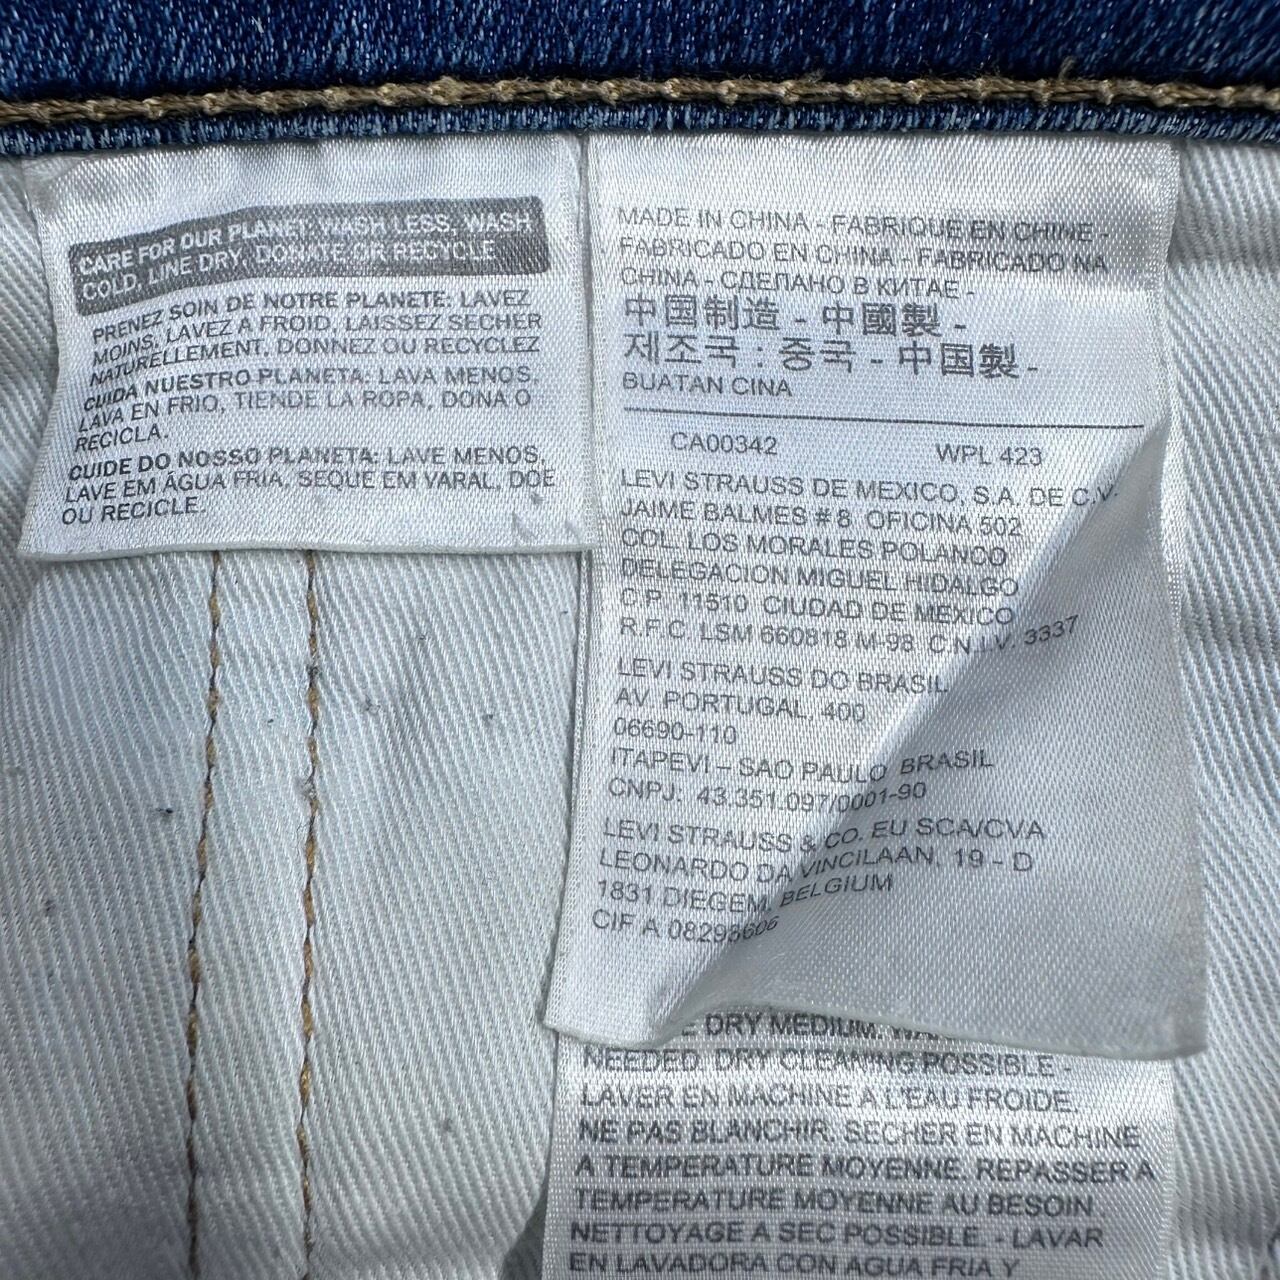 CARE FOR OUR PLANET: WASH LESS, WASH
COLD, LINE DRY, DONATE OR RECYCLE
PRENEZ SOIN DE NOTRE PLANETE: LAVEZ
MOINS, LAVEZ A FROID, LAISSEZ SECHER
NATURELLEMENT, DONNEZ OU RECYCLEZ
CUIDA NUESTRO PLANETA: LAVA MENOS,
LAVA EN FRIO, TIENDE LA ROPA, DONA O
RECICLA.
CUIDE DO NOSSO PLANETA: LAVE MENOS,
LAVE EM ÁGUA FRIA, SEQUE EM VARAL, DOE
OU RECICLE.
MADE IN CHINA - FABRIQUE EN CHINE -
FABRICADO EN CHINA - FABRICADO NA
CHINA - СДЕЛАНО В КИТАЕ -
中国制造 - 中國製 -
제조국 : 중국 - 中国製 -
BUATAN CINA
CA00342 WPL 423
LEVI STRAUSS DE MEXICO, S.A. DE C.V.
JAIME BALMES # 8 OFICINA 502
COL. LOS MORALES POLANCO
DELEGACION MIGUEL HIDALGO
C.P. 11510 CIUDAD DE MEXICO
R.F.C. LSM 660818 M-98 C.N.I.V. 3337
LEVI STRAUSS DO BRASIL
AV. PORTUGAL, 400
06690-110
ITAPEVI – SAO PAULO BRASIL
CNPJ: 43.351.097/0001-90
LEVI STRAUSS & CO. EU SCA/CVA
LEONARDO DA VINCILAAN, 19 - D
1831 DIEGEM, BELGIUM
CIF A 08298606
DRY MEDIUM.
NEEDED. DRY CLEANING POSSIBLE -
LAVER EN MACHINE A L'EAU FROIDE.
NE PAS BLANCHIR. SECHER EN MACHINE
A TEMPERATURE MOYENNE. REPASSER A
TEMPERATURE MOYENNE AU BESOIN.
NETTOYAGE A SEC POSSIBLE. - LAVAR
EN LAVADORA CON AGUA FRIA Y